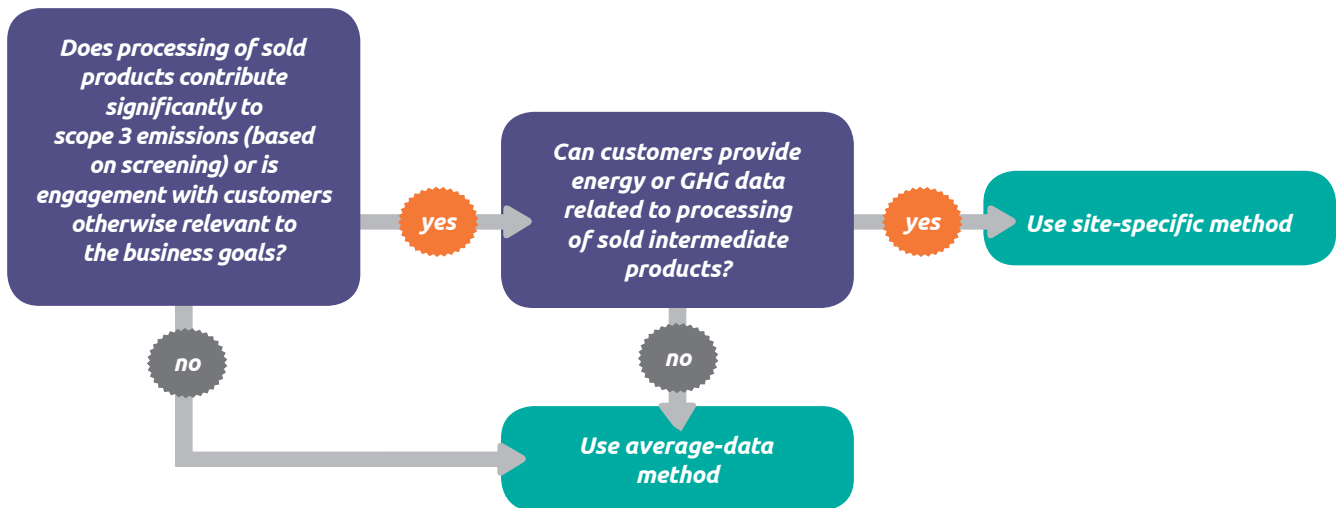 Does processing of sold
products contribute
significantly to
scope 3 emissions (based
on screening) or is
engagement with customers
otherwise relevant to
the business goals?
yes
Can customers provide
energy or GHG data
related to processing
of sold intermediate
products?
yes
Use site-specific method
no
no
Use average-data
method